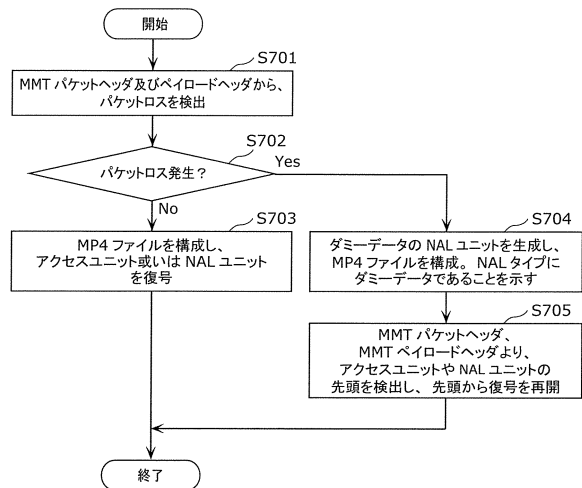 開始
S701
MMT パケットヘッダ及びペイロードヘッダから、
パケットロスを検出
S702
パケットロス発生？
Yes
No
S703
MP4 ファイルを構成し、
アクセスユニット或いは NAL ユニット
を復号
S704
ダミーデータの NAL ユニットを生成し、
MP4 ファイルを構成。 NAL タイプに
ダミーデータであることを示す
S705
MMT パケットヘッダ、
MMT ペイロードヘッダより、
アクセスユニットや NAL ユニットの
先頭を検出し、 先頭から復号を再開
終了